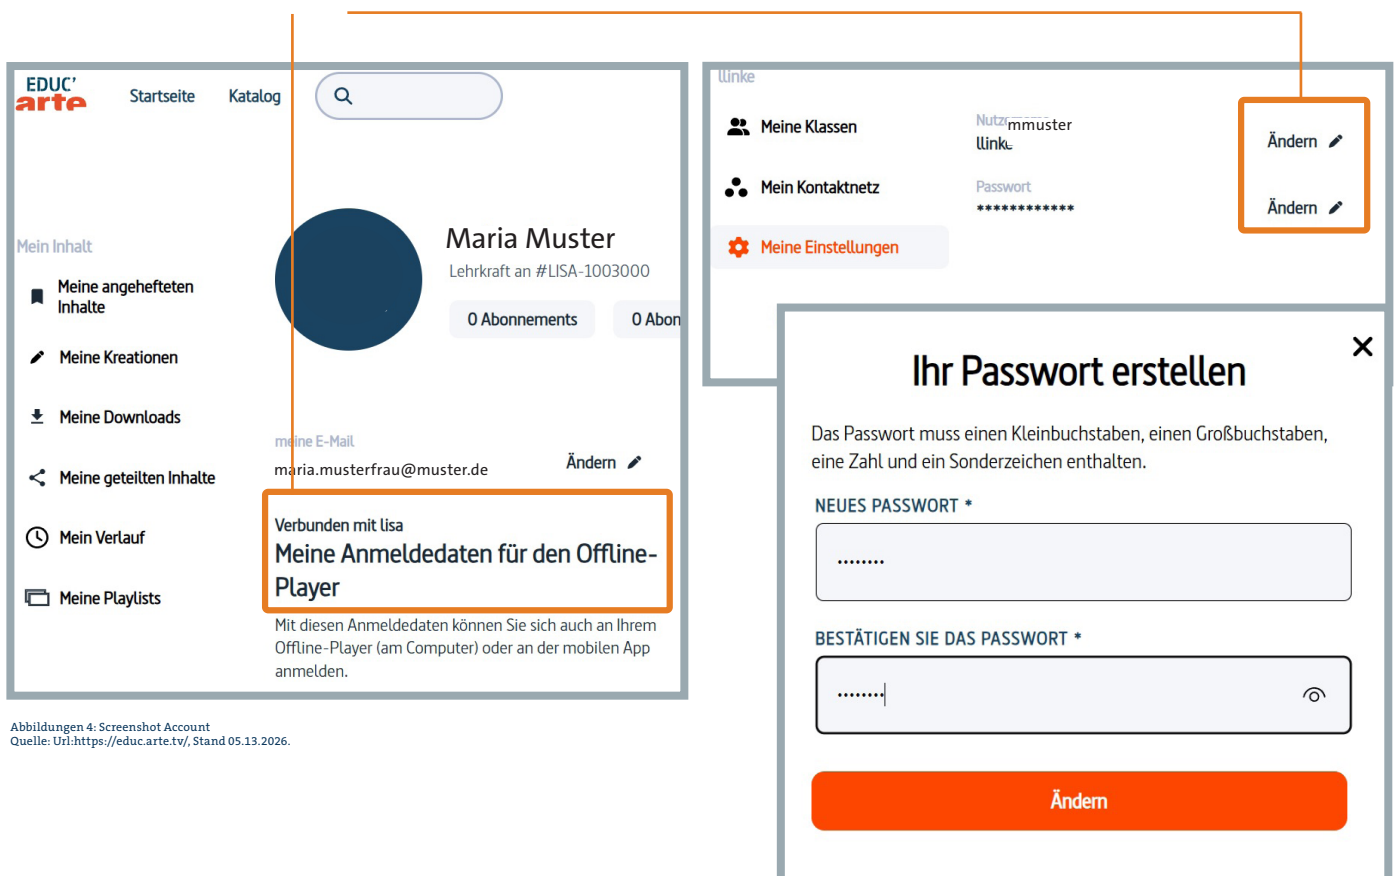 EDUC'
arte
Startseite
Katalog
Mein Inhalt
Meine angehefteten
Inhalte
Meine Kreationen
Meine Downloads
Meine geteilten Inhalte
Mein Verlauf
Meine Playlists
Maria Muster
Lehrkraft an #LISA-1003000
0 Abonnements
0 Abon
meine E-Mail
maria.musterfrau@muster.de
Ändern
Verbunden mit lisa
Meine Anmeldedaten für den Offline-
Player
Mit diesen Anmeldedaten können Sie sich auch an Ihrem
Offline-Player (am Computer) oder an der mobilen App
anmelden.
Abbildungen 4: Screenshot Account
Quelle: Url:https://educ.arte.tv/, Stand 05.13.2026.
llinke
Meine Klassen
Mein Kontaktnetz
Meine Einstellungen
mmuster
Ändern
Passwort
************
Ändern
Ihr Passwort erstellen
Das Passwort muss einen Kleinbuchstaben, einen Großbuchstaben,
eine Zahl und ein Sonderzeichen enthalten.
NEUES PASSWORT *
••••••••
BESTÄTIGEN SIE DAS PASSWORT *
••••••••
Ändern